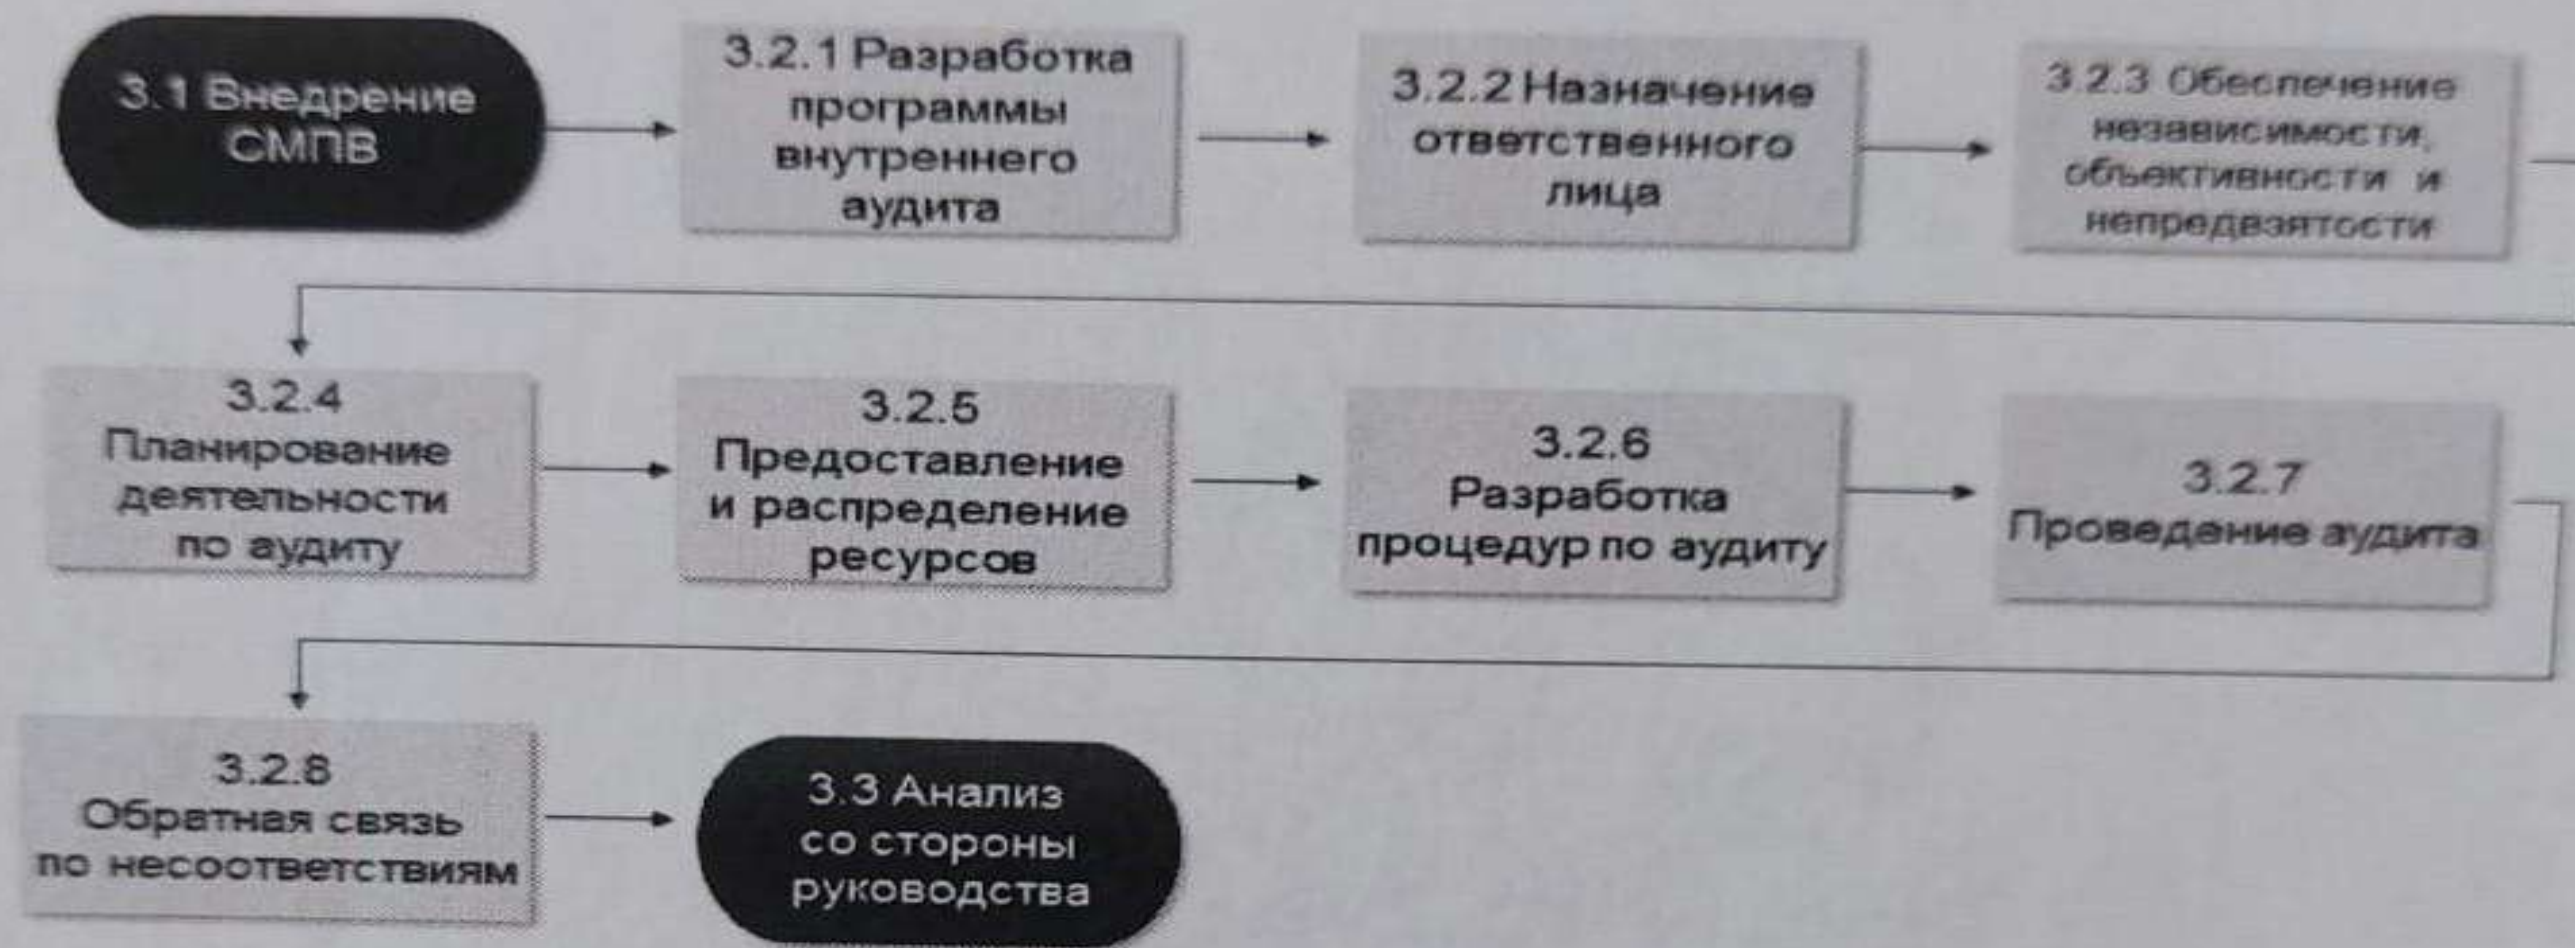 3.1 Внедрение
СМПВ
3.2.1 Разработка
программы
внутреннего
аудита
3.2.2 Назначение
ответственного
лица
3.2.3 Обеспечение
независимости,
объективности и
непредвзятости
3.2.4
Планирование
деятельности
по аудиту
3.2.5
Предоставление
и распределение
ресурсов
3.2.6
Разработка
процедур по аудиту
3.2.7
Проведение аудита
3.2.8
Обратная связь
по несоответствиям
3.3 Анализ
со стороны
руководства